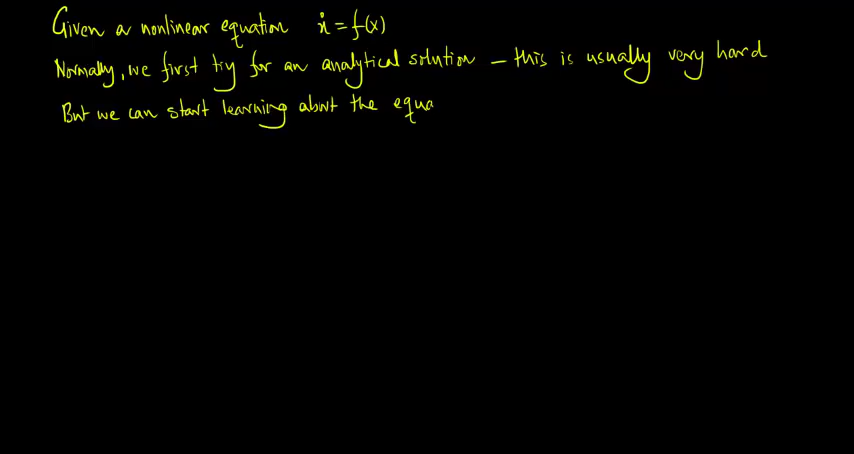 Given a nonlinear equation ẋ = f(x)
Normally, we first try for an analytical solution – this is usually very hard
But we can start learning about the equa